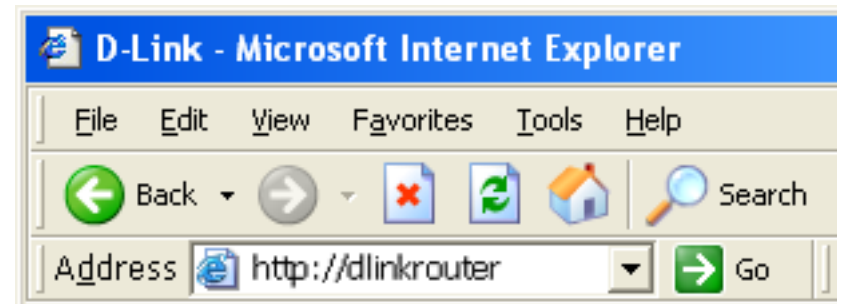 D-Link - Microsoft Internet Explorer
File Edit View Favorites Tools Help
Back Search
Address http://dlinkrouter Go